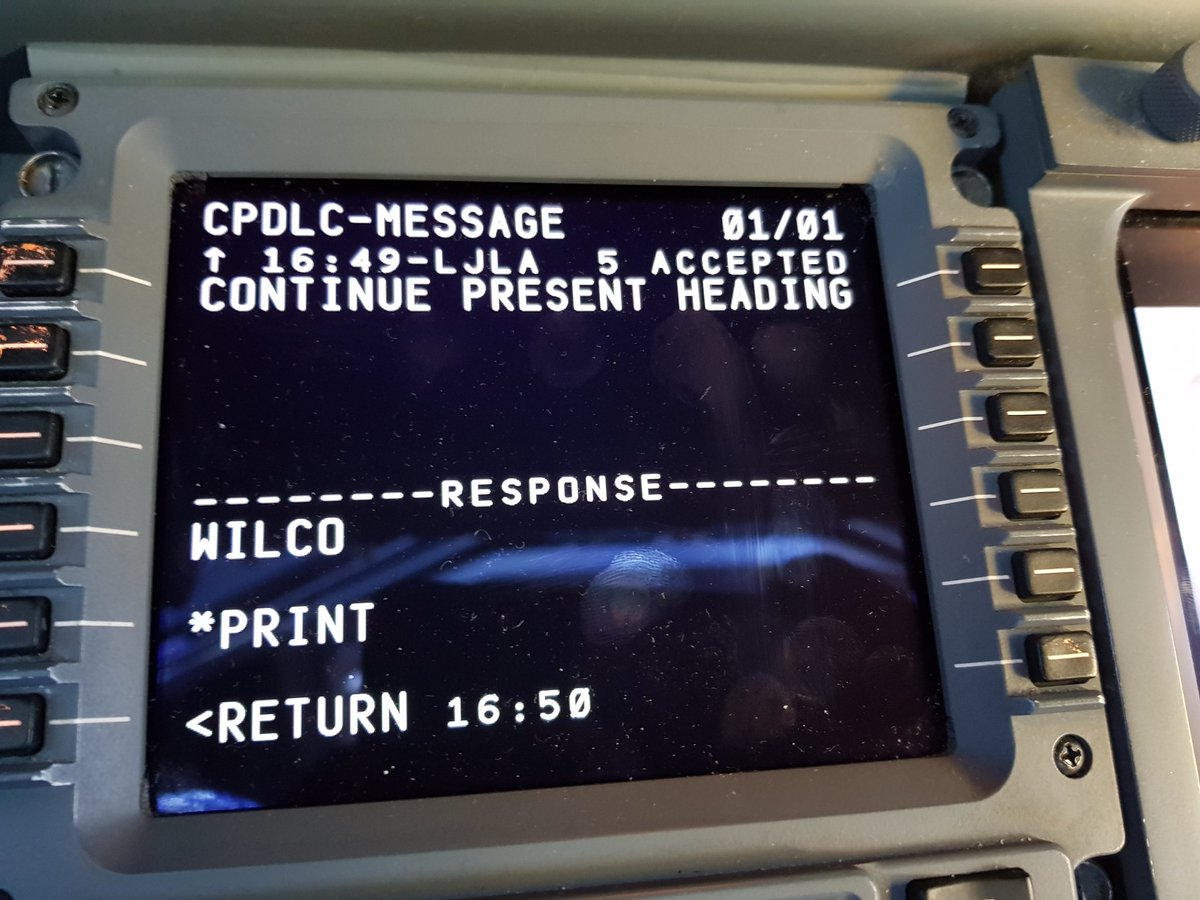 CPDLC-MESSAGE 01/01
↑ 16:49-LJLA 5 ACCEPTED
CONTINUE PRESENT HEADING
--------RESPONSE--------
WILCO
*PRINT
<RETURN 16:50